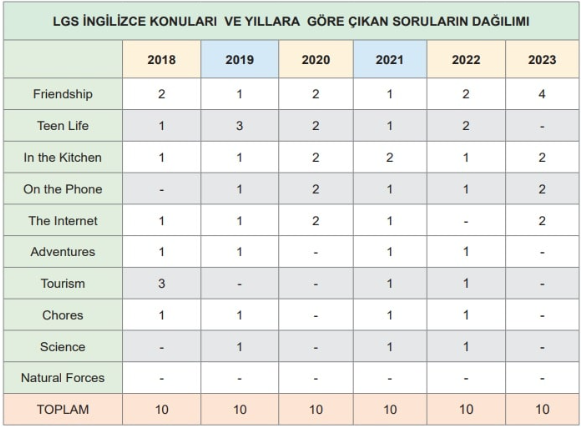 LGS İNGİLİZCE KONULARI VE YILLARA GÖRE ÇIKAN SORULARIN DAĞILIMI
2018 2019 2020 2021 2022 2023
Friendship 2 1 2 1 2 4
Teen Life 1 3 2 1 2 -
In the Kitchen 1 1 2 2 1 2
On the Phone - 1 2 1 1 2
The Internet 1 1 2 1 - 2
Adventures 1 1 - 1 1 -
Tourism 3 - - 1 1 -
Chores 1 1 - 1 1 -
Science - 1 - 1 1 -
Natural Forces - - - - - -
TOPLAM 10 10 10 10 10 10